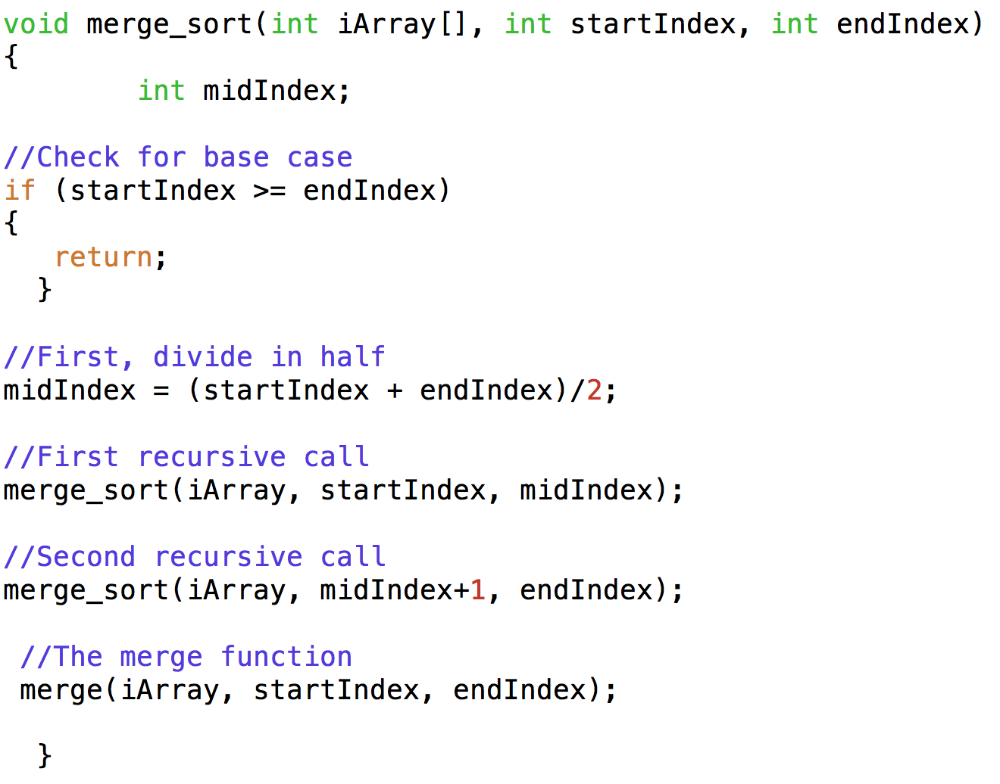 void merge_sort(int iArray[], int startIndex, int endIndex)
{
        int midIndex;

//Check for base case
if (startIndex >= endIndex)
{
   return;
  }

//First, divide in half
midIndex = (startIndex + endIndex)/2;

//First recursive call
merge_sort(iArray, startIndex, midIndex);

//Second recursive call
merge_sort(iArray, midIndex+1, endIndex);

 //The merge function
 merge(iArray, startIndex, endIndex);

  }